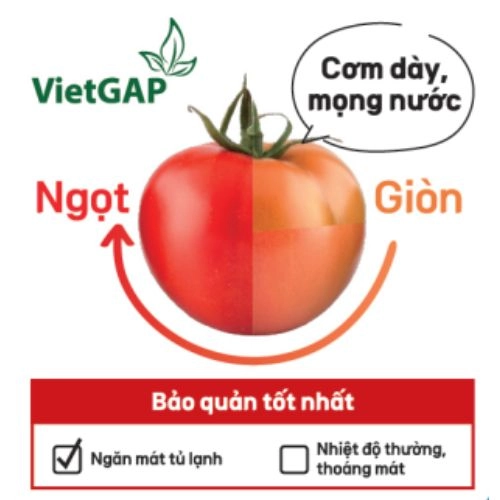 VietGAP
Cơm dày,
mọng nước
Ngọt
Giòn
Bảo quản tốt nhất
Ngăn mát tủ lạnh
Nhiệt độ thường,
thoáng mát